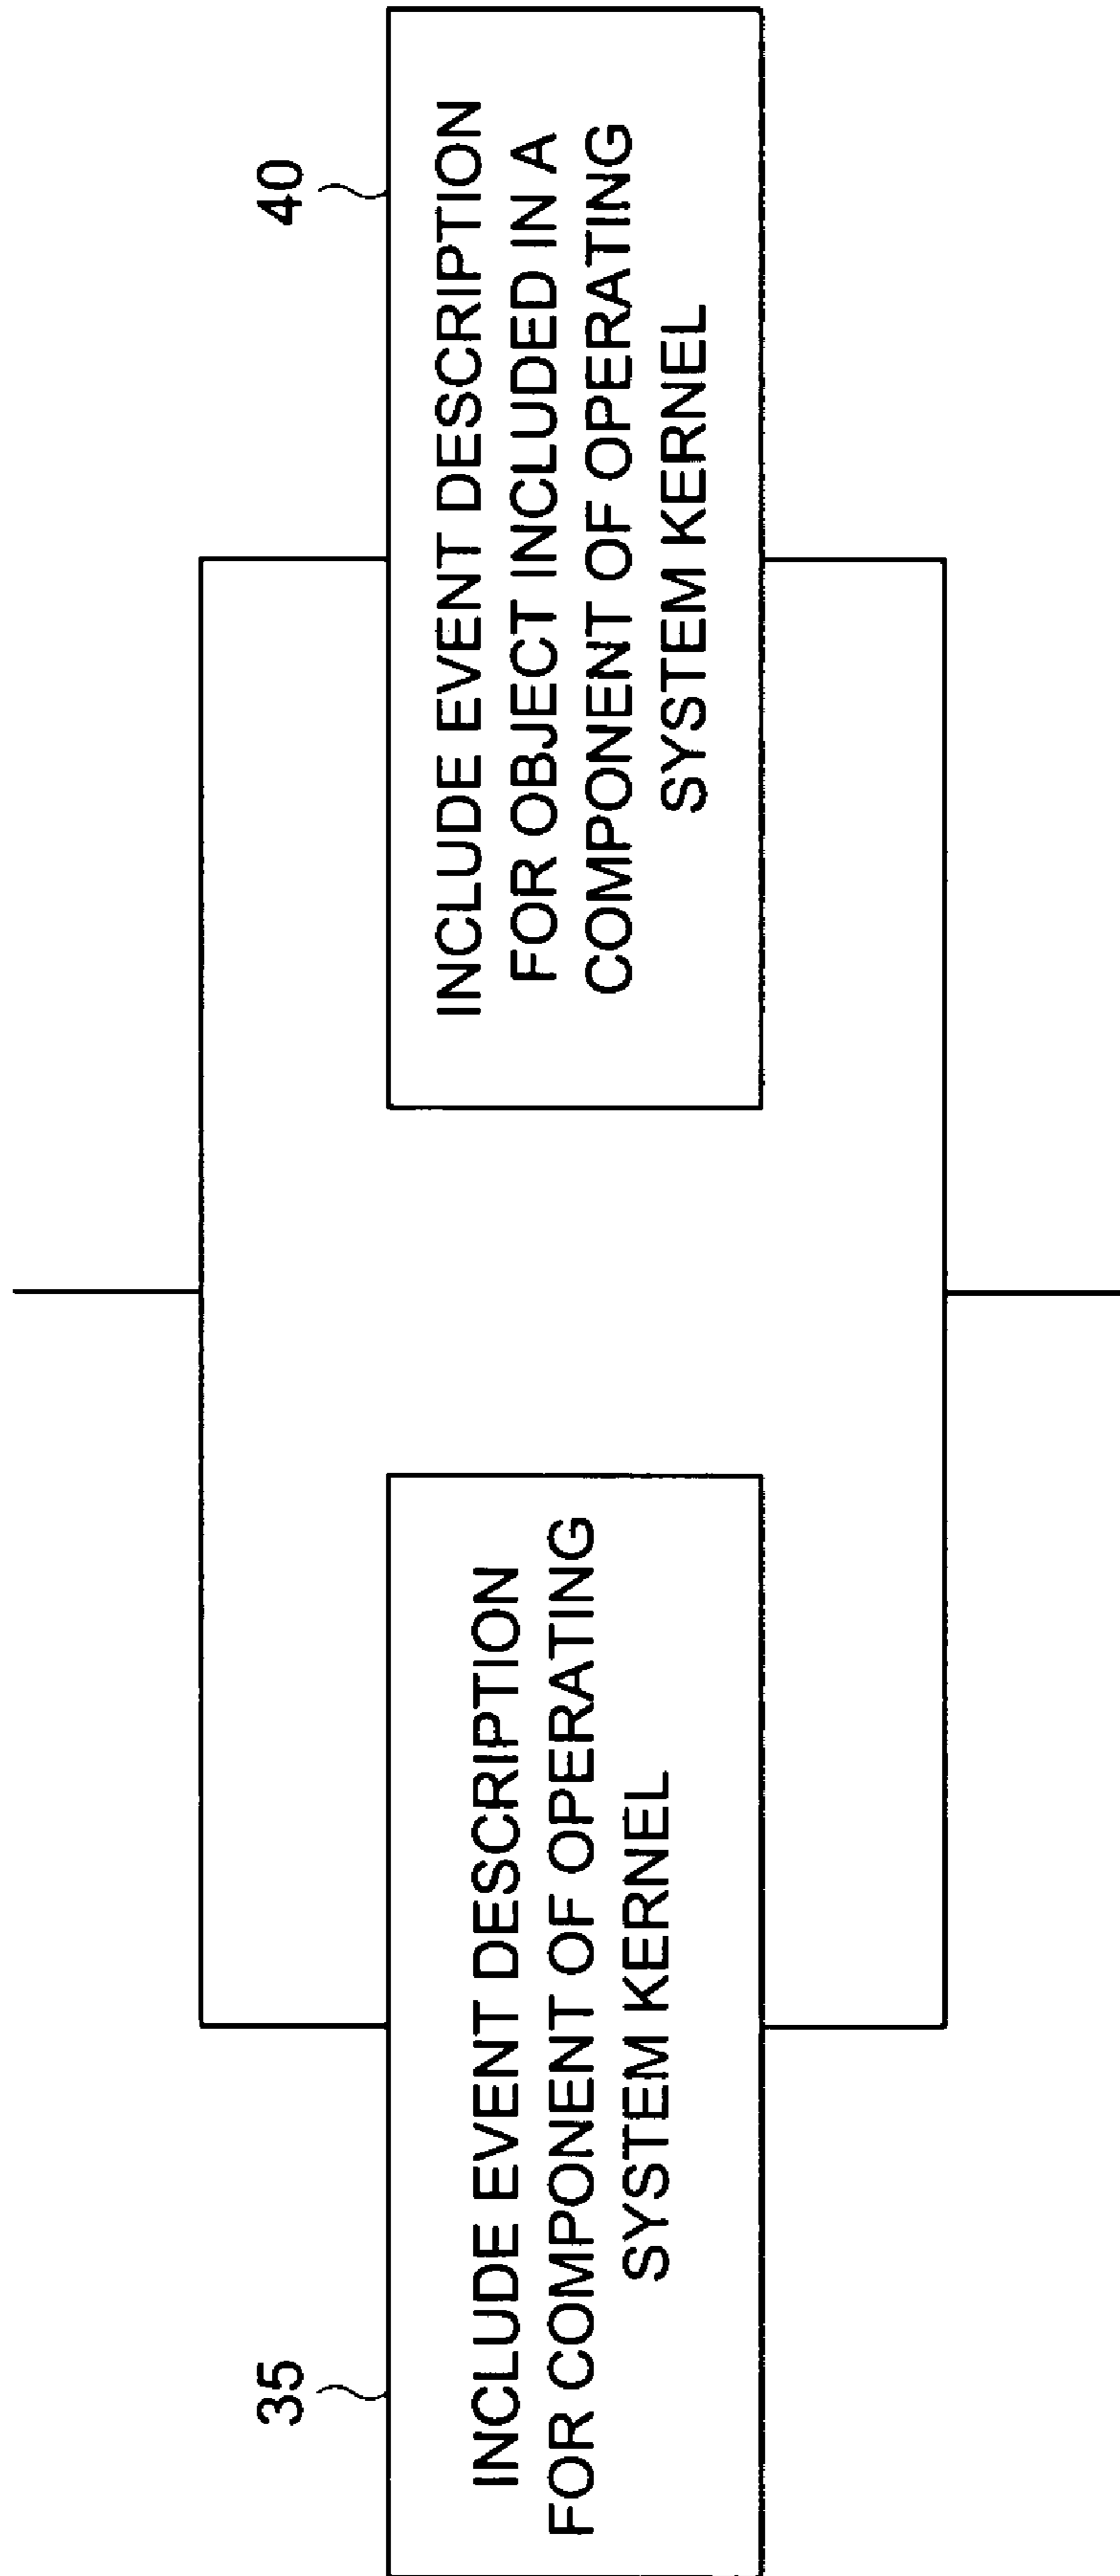 35
INCLUDE EVENT DESCRIPTION
FOR COMPONENT OF OPERATING
SYSTEM KERNEL
40
INCLUDE EVENT DESCRIPTION
FOR OBJECT INCLUDED IN A
COMPONENT OF OPERATING
SYSTEM KERNEL